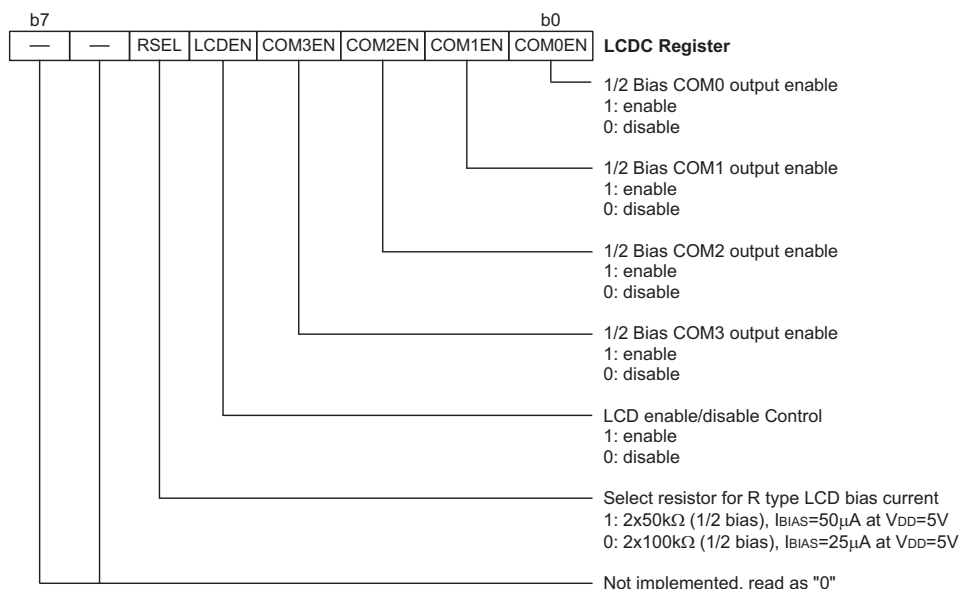 b7 b0
— — RSEL LCDEN COM3EN COM2EN COM1EN COM0EN LCDC Register
1/2 Bias COM0 output enable
1: enable
0: disable
1/2 Bias COM1 output enable
1: enable
0: disable
1/2 Bias COM2 output enable
1: enable
0: disable
1/2 Bias COM3 output enable
1: enable
0: disable
LCD enable/disable Control
1: enable
0: disable
Select resistor for R type LCD bias current
1: 2x50kΩ (1/2 bias), IBIAS=50μA at VDD=5V
0: 2x100kΩ (1/2 bias), IBIAS=25μA at VDD=5V
Not implemented, read as "0"